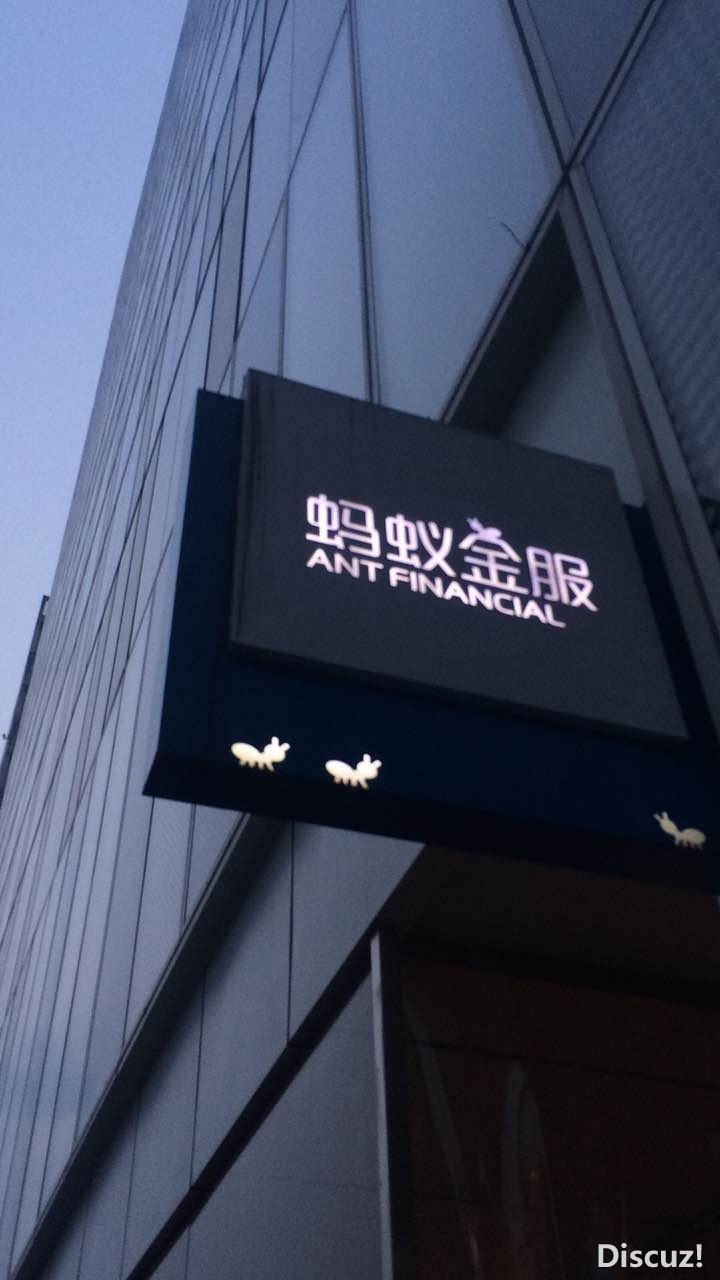 蚂蚁金服
ANT FINANCIAL
Discuz!